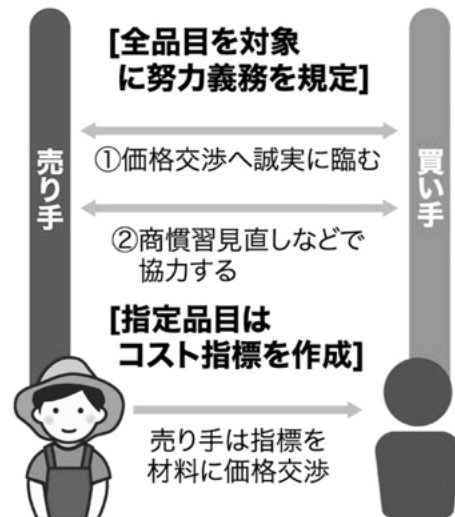 [全品目を対象
に努力義務を規定]
売り手
買い手
①価格交渉へ誠実に臨む
②商慣習見直しなどで
協力する
[指定品目は
コスト指標を作成]
売り手は指標を
材料に価格交渉